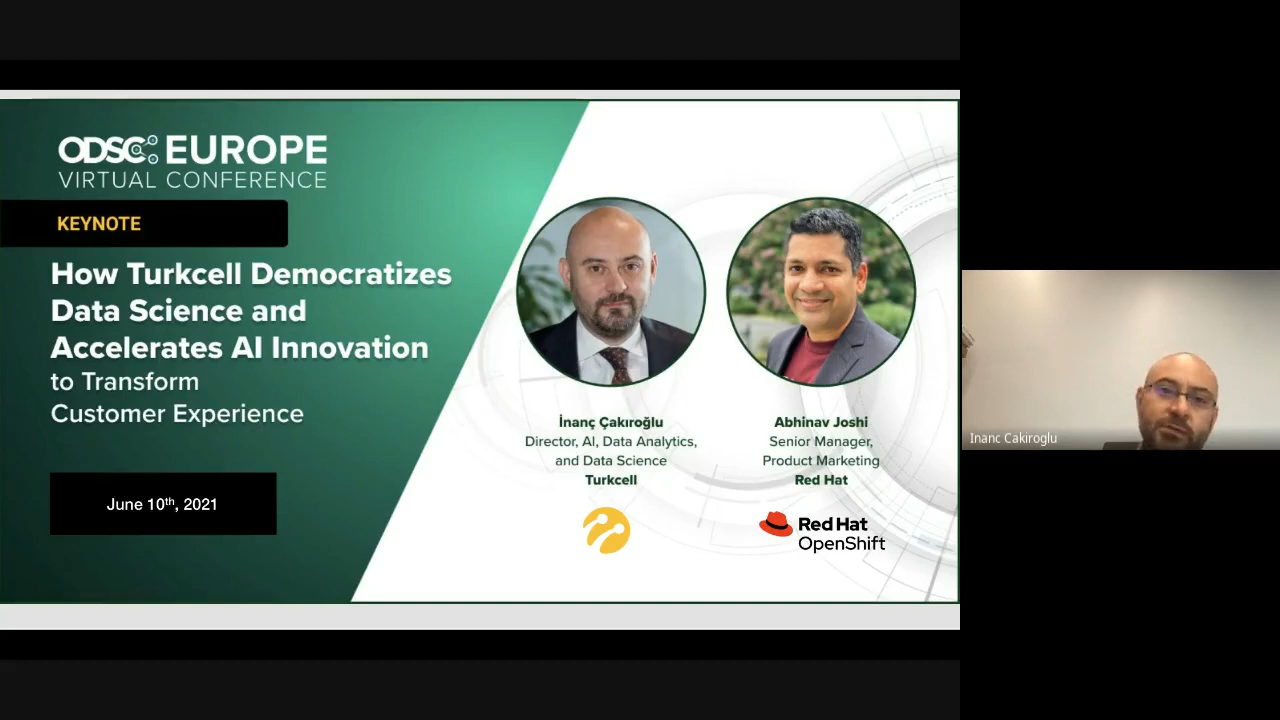 ODSC EUROPE
VIRTUAL CONFERENCE
KEYNOTE
How Turkcell Democratizes
Data Science and
Accelerates AI Innovation
to Transform
Customer Experience
June 10th, 2021
İnanç Çakıroğlu
Director, AI, Data Analytics,
and Data Science
Turkcell
Abhinav Joshi
Senior Manager,
Product Marketing
Red Hat
Red Hat
OpenShift
Inanc Cakiroglu